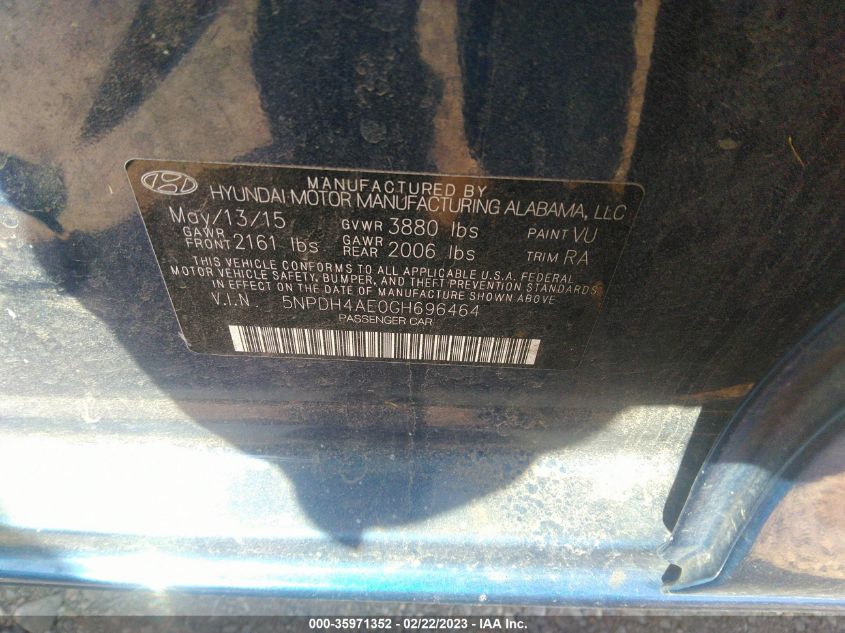 MANUFACTURED BY
HYUNDAI MOTOR MANUFACTURING ALABAMA, LLC
May/13/15 GVWR 3880 lbs PAINT VU
GAWR FRONT 2161 lbs GAWR REAR 2006 lbs TRIM RA
THIS VEHICLE CONFORMS TO ALL APPLICABLE U.S.A. FEDERAL
MOTOR VEHICLE SAFETY, BUMPER, AND THEFT PREVENTION STANDARDS
IN EFFECT ON THE DATE OF MANUFACTURE SHOWN ABOVE
V.I.N. 5NPDH4AE0GH696464
PASSENGER CAR
000-35971352 - 02/22/2023 - IAA Inc.